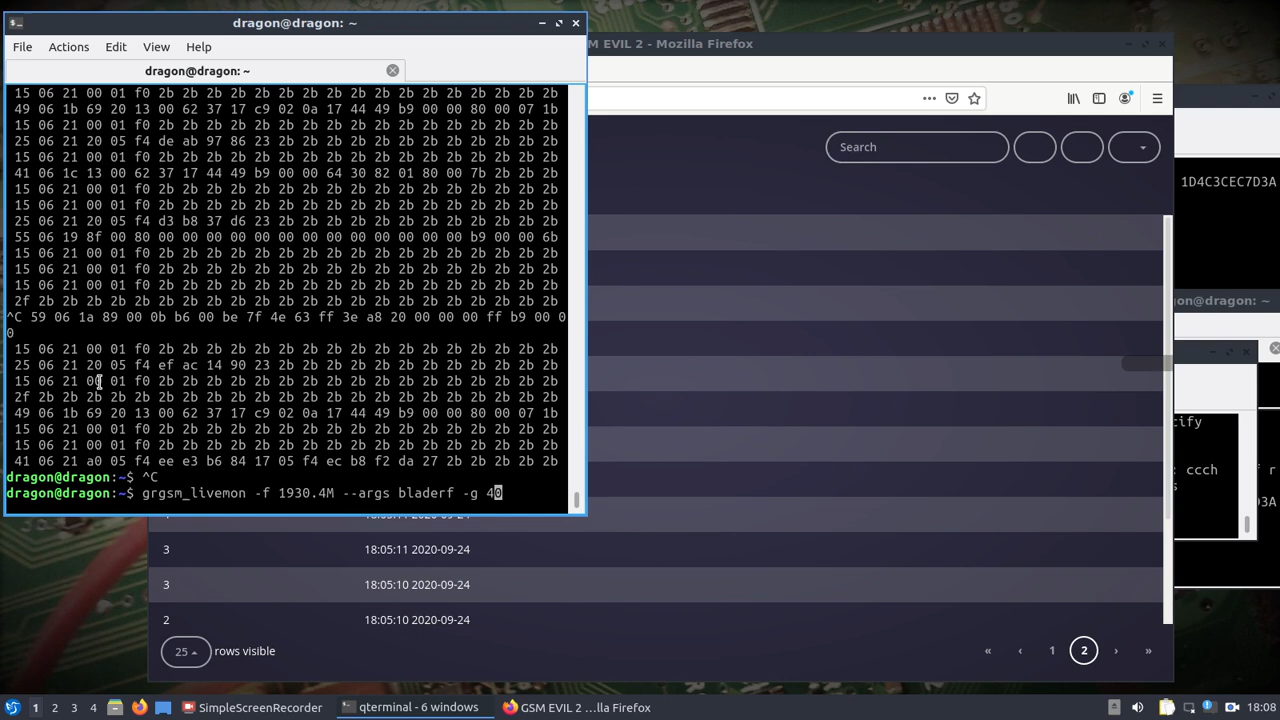 dragon@dragon: ~
File Actions Edit View Help
dragon@dragon: ~
15 06 21 00 01 f0 2b 2b 2b 2b 2b 2b 2b 2b 2b 2b 2b 2b 2b 2b 2b 2b 2b
49 06 1b 69 20 13 00 62 37 17 c9 02 0a 17 44 49 b9 00 00 80 00 07 1b
15 06 21 00 01 f0 2b 2b 2b 2b 2b 2b 2b 2b 2b 2b 2b 2b 2b 2b 2b 2b 2b
25 06 21 20 05 f4 de ab 97 86 23 2b 2b 2b 2b 2b 2b 2b 2b 2b 2b 2b 2b
15 06 21 00 01 f0 2b 2b 2b 2b 2b 2b 2b 2b 2b 2b 2b 2b 2b 2b 2b 2b 2b
41 06 1c 13 00 62 37 17 44 49 b9 00 00 64 30 82 01 80 00 7b 2b 2b 2b
15 06 21 00 01 f0 2b 2b 2b 2b 2b 2b 2b 2b 2b 2b 2b 2b 2b 2b 2b 2b 2b
15 06 21 00 01 f0 2b 2b 2b 2b 2b 2b 2b 2b 2b 2b 2b 2b 2b 2b 2b 2b 2b
25 06 21 20 05 f4 d3 b8 37 d6 23 2b 2b 2b 2b 2b 2b 2b 2b 2b 2b 2b 2b
55 06 19 8f 00 80 00 00 00 00 00 00 00 00 00 00 00 00 00 b9 00 00 6b
15 06 21 00 01 f0 2b 2b 2b 2b 2b 2b 2b 2b 2b 2b 2b 2b 2b 2b 2b 2b 2b
15 06 21 00 01 f0 2b 2b 2b 2b 2b 2b 2b 2b 2b 2b 2b 2b 2b 2b 2b 2b 2b
15 06 21 00 01 f0 2b 2b 2b 2b 2b 2b 2b 2b 2b 2b 2b 2b 2b 2b 2b 2b 2b
2f 2b 2b 2b 2b 2b 2b 2b 2b 2b 2b 2b 2b 2b 2b 2b 2b 2b 2b 2b 2b 2b 2b
^C 59 06 1a 89 00 0b b6 00 be 7f 4e 63 ff 3e a8 20 00 00 00 ff b9 00 0
0
15 06 21 00 01 f0 2b 2b 2b 2b 2b 2b 2b 2b 2b 2b 2b 2b 2b 2b 2b 2b 2b
25 06 21 20 05 f4 ef ac 14 90 23 2b 2b 2b 2b 2b 2b 2b 2b 2b 2b 2b 2b
15 06 21 00 01 f0 2b 2b 2b 2b 2b 2b 2b 2b 2b 2b 2b 2b 2b 2b 2b 2b 2b
2f 2b 2b 2b 2b 2b 2b 2b 2b 2b 2b 2b 2b 2b 2b 2b 2b 2b 2b 2b 2b 2b 2b
49 06 1b 69 20 13 00 62 37 17 c9 02 0a 17 44 49 b9 00 00 80 00 07 1b
15 06 21 00 01 f0 2b 2b 2b 2b 2b 2b 2b 2b 2b 2b 2b 2b 2b 2b 2b 2b 2b
15 06 21 00 01 f0 2b 2b 2b 2b 2b 2b 2b 2b 2b 2b 2b 2b 2b 2b 2b 2b 2b
41 06 21 a0 05 f4 ee e3 b6 84 17 05 f4 ec b8 f2 da 27 2b 2b 2b 2b 2b
dragon@dragon:~$ ^C
dragon@dragon:~$ grgsm_livemon -f 1930.4M --args bladerf -g 40
SM EVIL 2 - Mozilla Firefox
Search
1D4C3CEC7D3A
on@dragon: ~
cify
: ccch
f r
s
D3A
18:05:11 2020-09-24
3 18:05:11 2020-09-24
3 18:05:10 2020-09-24
2 18:05:10 2020-09-24
25 rows visible
« ‹ 1 2 › »
1 2 3 4
SimpleScreenRecorder
qterminal - 6 windows
GSM EVIL 2 ...lla Firefox
18:08